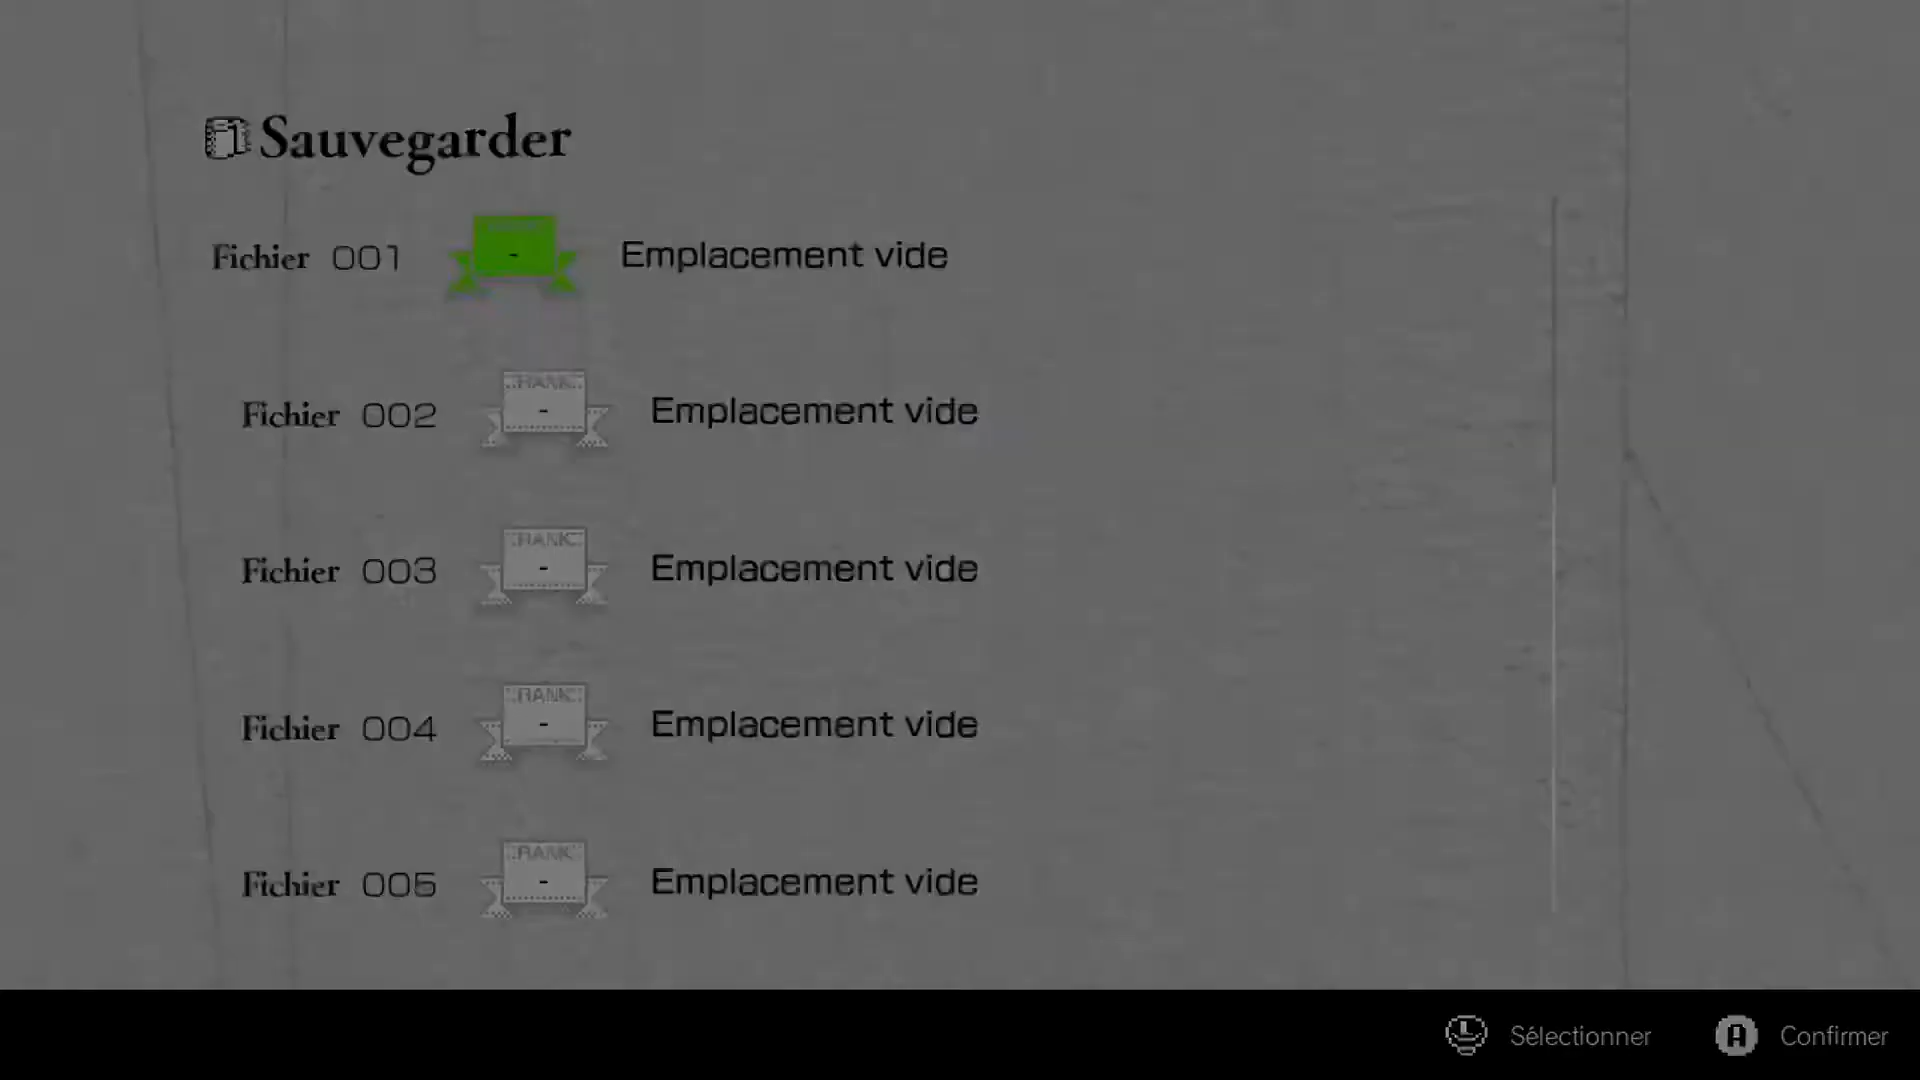 Sauvegarder
Fichier 001 - Emplacement vide
RANK
Fichier 002 - Emplacement vide
RANK
Fichier 003 - Emplacement vide
RANK
Fichier 004 - Emplacement vide
RANK
Fichier 005 - Emplacement vide
L Sélectionner A Confirmer